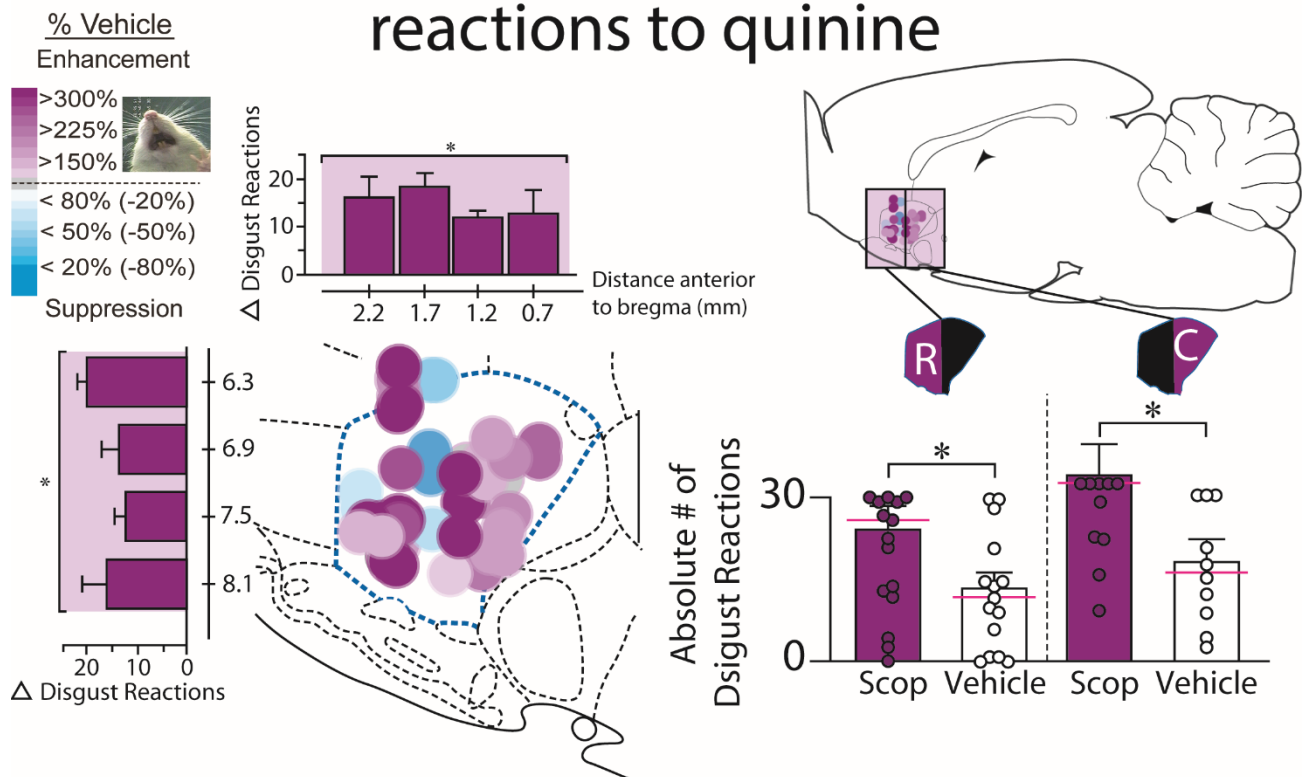 reactions to quinine
% Vehicle
Enhancement
>300%
>225%
>150%
< 80% (-20%)
< 50% (-50%)
< 20% (-80%)
Suppression
Δ Disgust Reactions
20
10
0
*
2.2 1.7 1.2 0.7
Distance anterior
to bregma (mm)
*
6.3
6.9
7.5
8.1
20 10 0
Δ Disgust Reactions
R
C
Absolute # of
Dsigust Reactions
30
0
* *
Scop Vehicle Scop Vehicle